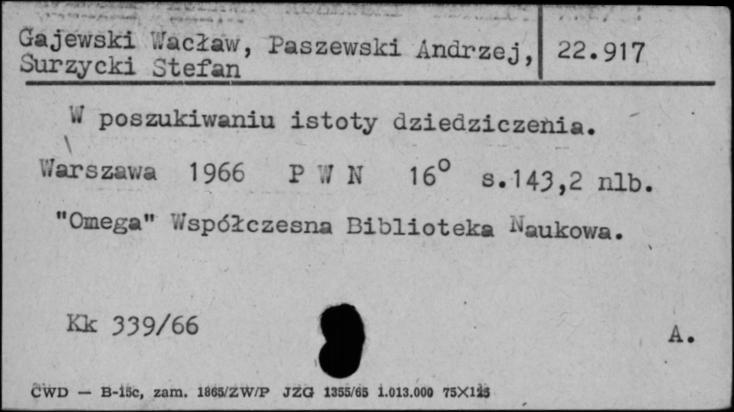 Gajewski Wacław, Paszewski Andrzej, 22.917
Surzycki Stefan
W poszukiwaniu istoty dziedziczenia.
Warszawa 1966 P W N 16° s.143,2 nlb.
"Omega" Współczesna Biblioteka Naukowa.
Kk 339/66
A.
CWD — B-15c, zam. 1865/ZW/P JZG 1355/65 1.013.000 75X125